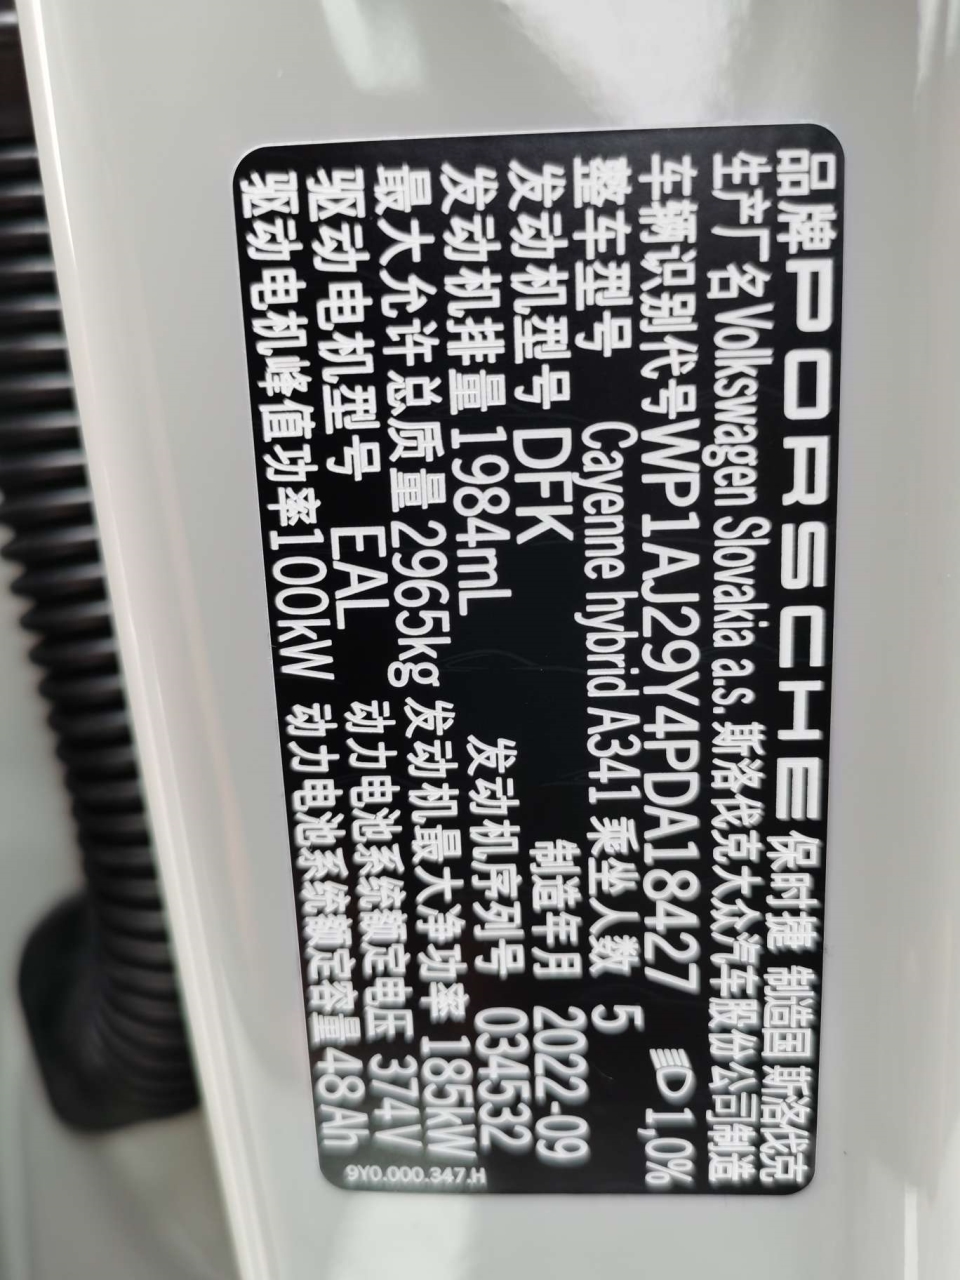 品牌 PORSCHE 保时捷 制造国 斯洛伐克
生产厂名 Volkswagen Slovakia a.s. 斯洛伐克大众汽车股份公司制造
车辆识别代号 WP1AJ29Y4PDA18427 1,0%
整车型号 Cayenne hybrid A341 乘坐人数 5
发动机型号 DFK 制造年月 2022-09
发动机排量 1984mL 发动机序列号 034532
最大允许总质量 2965kg 发动机最大净功率 185kW
驱动电机型号 EAL 动力电池系统额定电压 374V
驱动电机峰值功率 100kW 动力电池系统额定容量 48Ah
9Y0.000.347.H